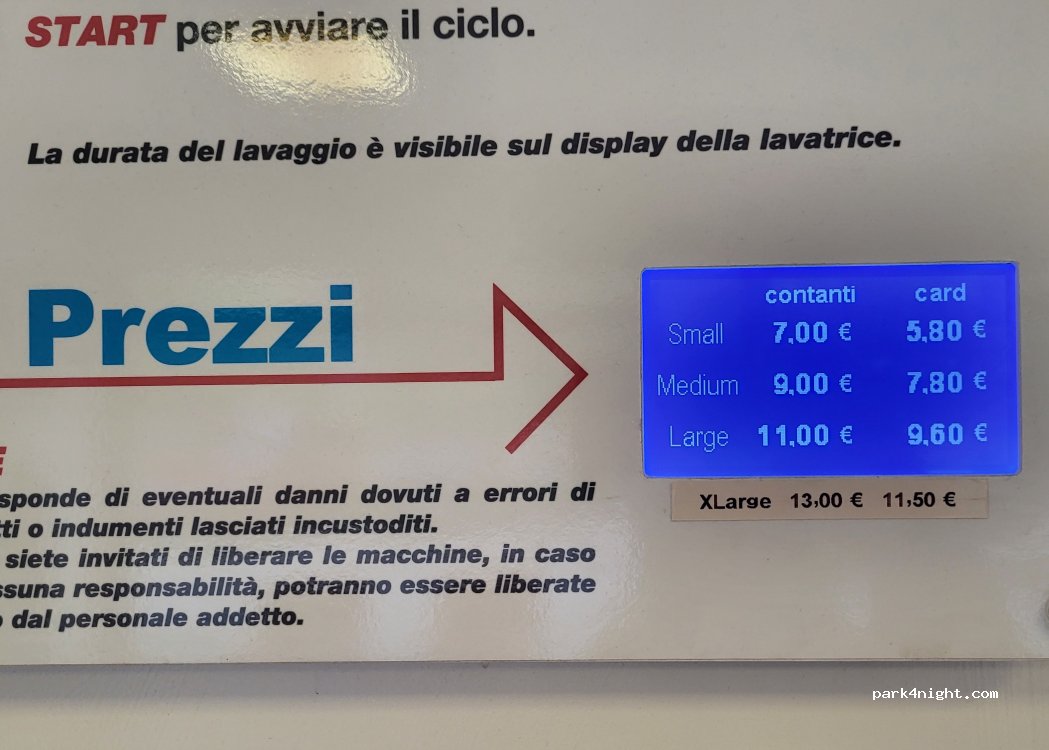 START per avviare il ciclo.
La durata del lavaggio è visibile sul display della lavatrice.
Prezzi
contanti card
Small 7,00 € 5,80 €
Medium 9,00 € 7,80 €
Large 11,00 € 9,60 €
XLarge 13,00 € 11,50 €
E
sponde di eventuali danni dovuti a errori di
tti o indumenti lasciati incustoditi.
siete invitati di liberare le macchine, in caso
ssuna responsabilità, potranno essere liberate
o dal personale addetto.
park4night.com